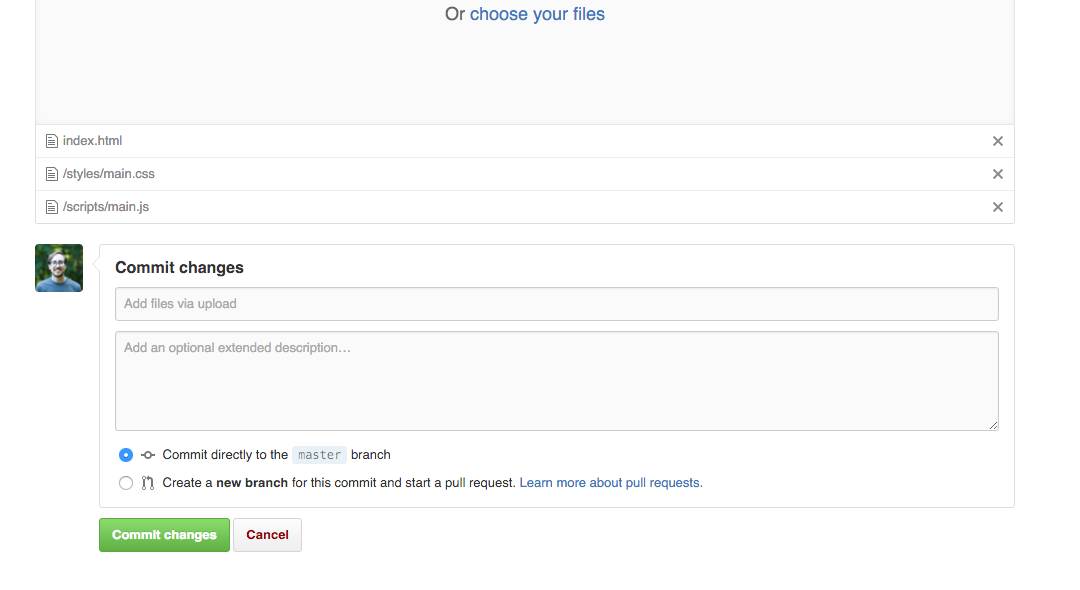 Or choose your files
index.html
/styles/main.css
/scripts/main.js
Commit changes
Add files via upload
Add an optional extended description…
Commit directly to the master branch
Create a new branch for this commit and start a pull request. Learn more about pull requests.
Commit changes Cancel